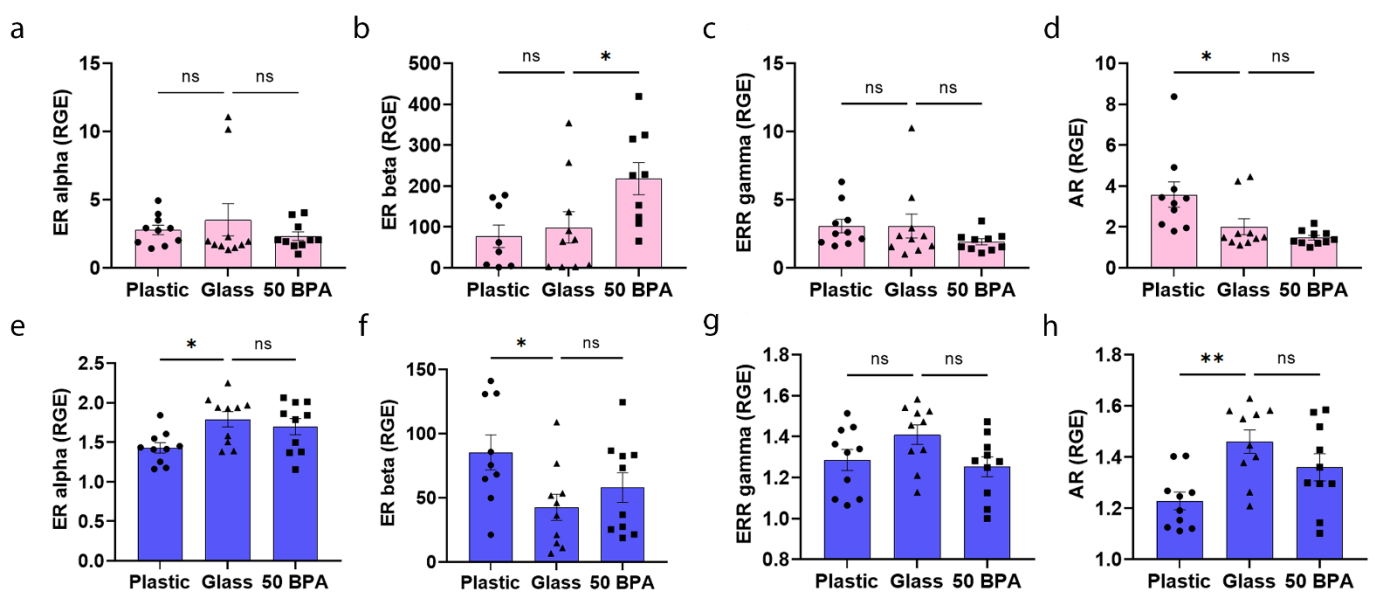 a
ns
ns
ER alpha (RGE)
15
10
5
0
Plastic Glass 50 BPA
b
ns
*
ER beta (RGE)
500
400
300
200
100
0
Plastic Glass 50 BPA
c
ns
ns
ERR gamma (RGE)
15
10
5
0
Plastic Glass 50 BPA
d
*
ns
AR (RGE)
10
8
6
4
2
0
Plastic Glass 50 BPA
e
*
ns
ER alpha (RGE)
2.5
2.0
1.5
1.0
0.5
0.0
Plastic Glass 50 BPA
f
*
ns
ER beta (RGE)
150
100
50
0
Plastic Glass 50 BPA
g
ns
ns
ERR gamma (RGE)
1.8
1.6
1.4
1.2
1.0
0.8
Plastic Glass 50 BPA
h
**
ns
AR (RGE)
1.8
1.6
1.4
1.2
1.0
Plastic Glass 50 BPA